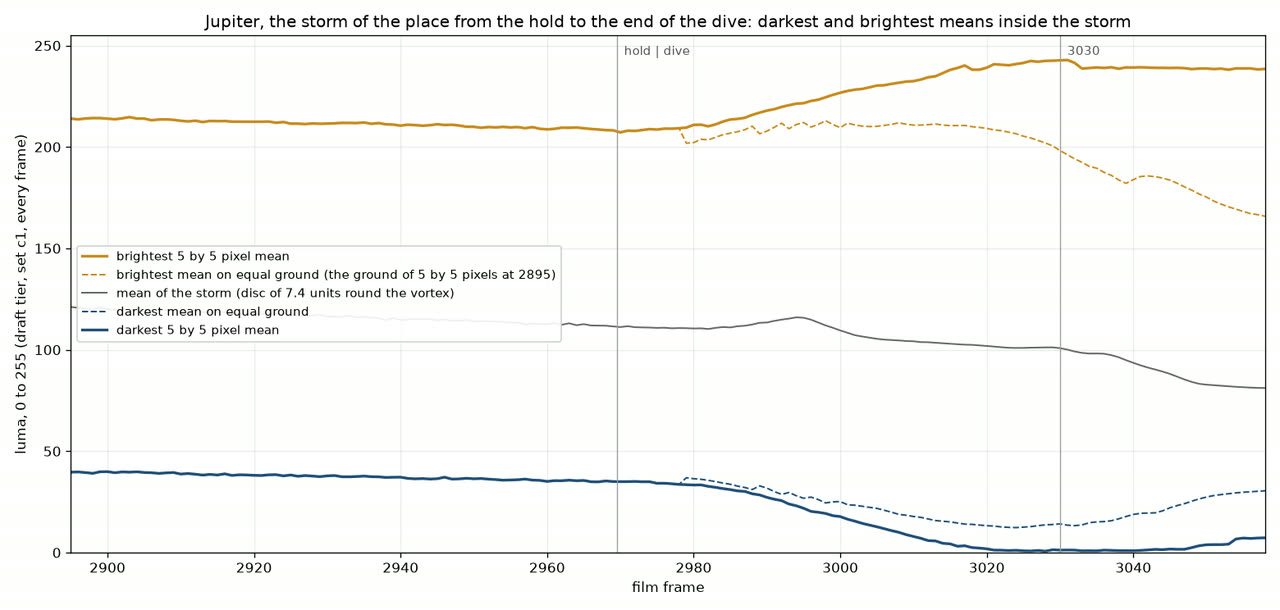 Jupiter, the storm of the place from the hold to the end of the dive: darkest and brightest means inside the storm
luma, 0 to 255 (draft tier, set c1, every frame)
250
200
150
100
50
0
hold | dive
3030
brightest 5 by 5 pixel mean
brightest mean on equal ground (the ground of 5 by 5 pixels at 2895)
mean of the storm (disc of 7.4 units round the vortex)
darkest mean on equal ground
darkest 5 by 5 pixel mean
2900 2920 2940 2960 2980 3000 3020 3040
film frame